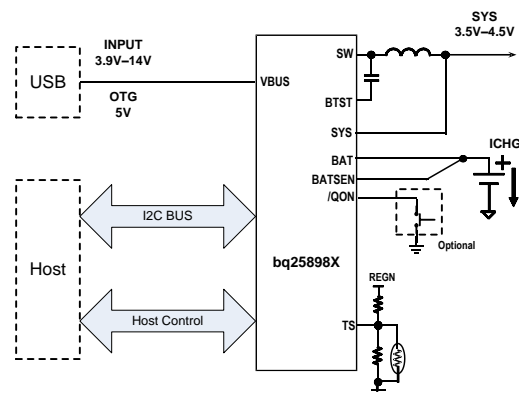 SYS
3.5V–4.5V
INPUT
3.9V–14V
USB
OTG
5V
VBUS
SW
BTST
SYS
BAT
BATSEN
/QON
ICHG
+
Optional
I2C BUS
Host
Host Control
bq25898X
REGN
TS